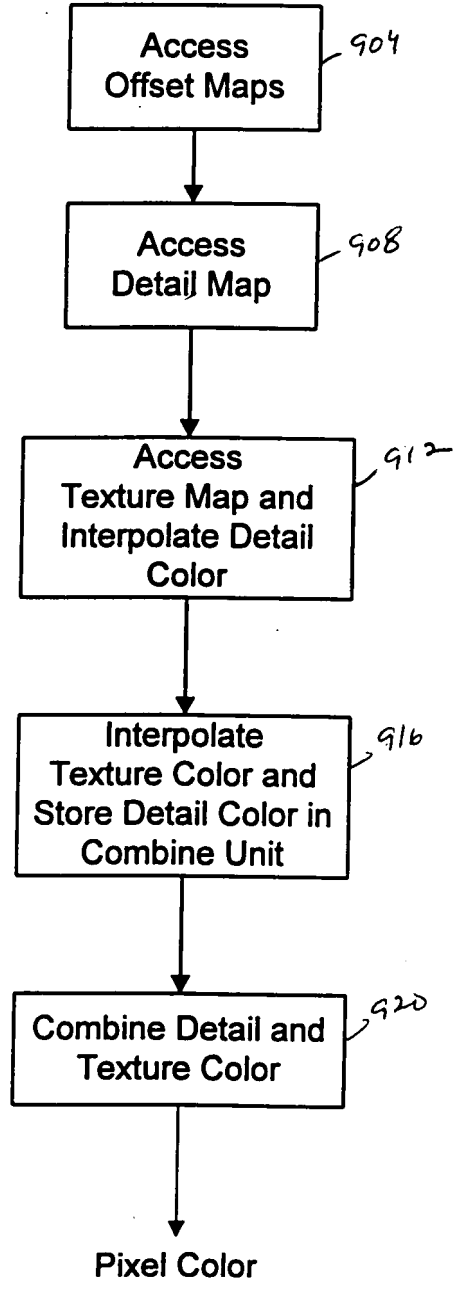 Access
Offset Maps
904
Access
Detail Map
908
Access
Texture Map and
Interpolate Detail
Color
912
Interpolate
Texture Color and
Store Detail Color in
Combine Unit
916
Combine Detail and
Texture Color
920
Pixel Color